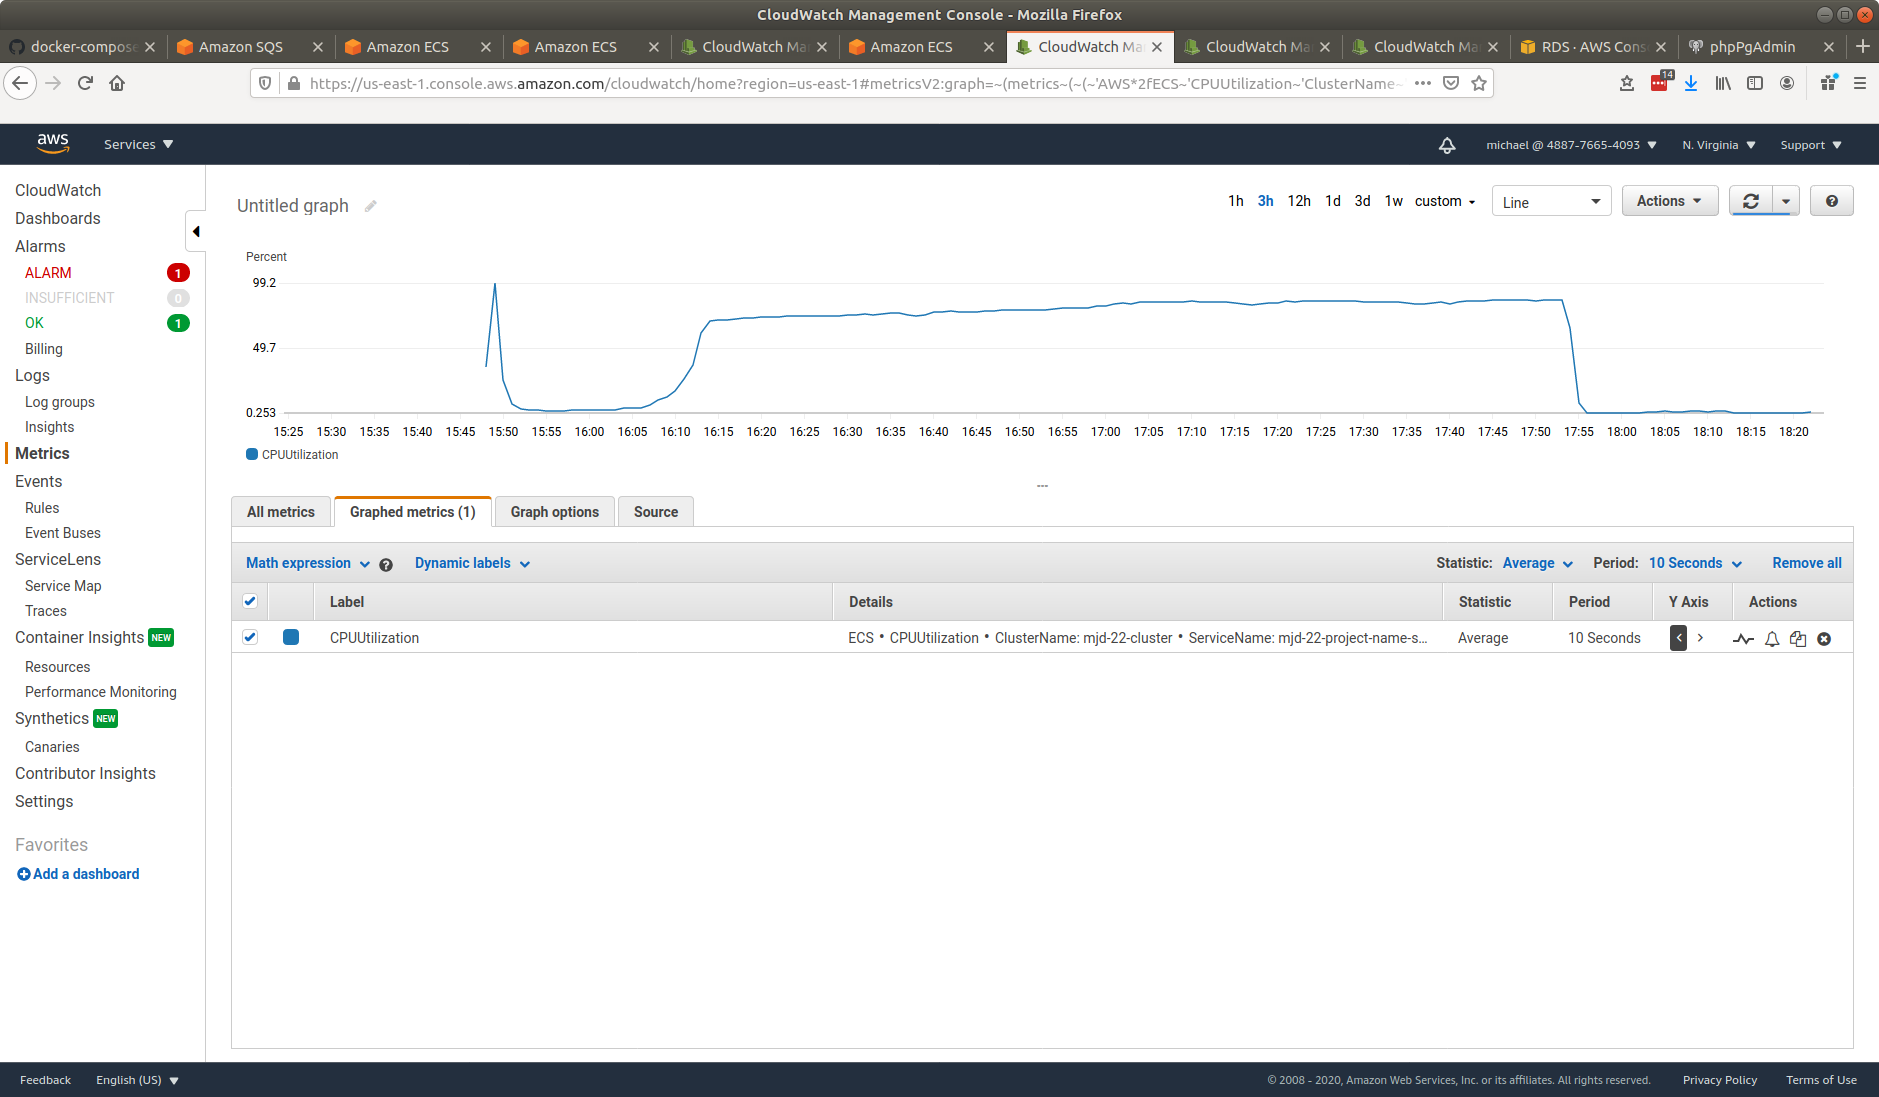 CloudWatch Management Console - Mozilla Firefox
docker-compose Amazon SQS Amazon ECS Amazon ECS CloudWatch Ma Amazon ECS CloudWatch Ma CloudWatch Ma CloudWatch Ma RDS · AWS Cons phpPgAdmin
https://us-east-1.console.aws.amazon.com/cloudwatch/home?region=us-east-1#metricsV2:graph=~(metrics~(~(~'AWS*2fECS~'CPUUtilization~'ClusterName~ 14
aws Services michael @ 4887-7665-4093 N. Virginia Support
CloudWatch
Dashboards
Alarms
ALARM 1
INSUFFICIENT 0
OK 1
Billing
Logs
Log groups
Insights
Metrics
Events
Rules
Event Buses
ServiceLens
Service Map
Traces
Container Insights NEW
Resources
Performance Monitoring
Synthetics NEW
Canaries
Contributor Insights
Settings
Favorites
Add a dashboard
Untitled graph 1h 3h 12h 1d 3d 1w custom Line Actions ?
Percent
99.2
49.7
0.253
15:25 15:30 15:35 15:40 15:45 15:50 15:55 16:00 16:05 16:10 16:15 16:20 16:25 16:30 16:35 16:40 16:45 16:50 16:55 17:00 17:05 17:10 17:15 17:20 17:25 17:30 17:35 17:40 17:45 17:50 17:55 18:00 18:05 18:10 18:15 18:20
CPUUtilization
All metrics Graphed metrics (1) Graph options Source
Math expression ? Dynamic labels Statistic: Average Period: 10 Seconds Remove all
Label Details Statistic Period Y Axis Actions
CPUUtilization ECS • CPUUtilization • ClusterName: mjd-22-cluster • ServiceName: mjd-22-project-name-s... Average 10 Seconds < >
Feedback English (US) © 2008 - 2020, Amazon Web Services, Inc. or its affiliates. All rights reserved. Privacy Policy Terms of Use